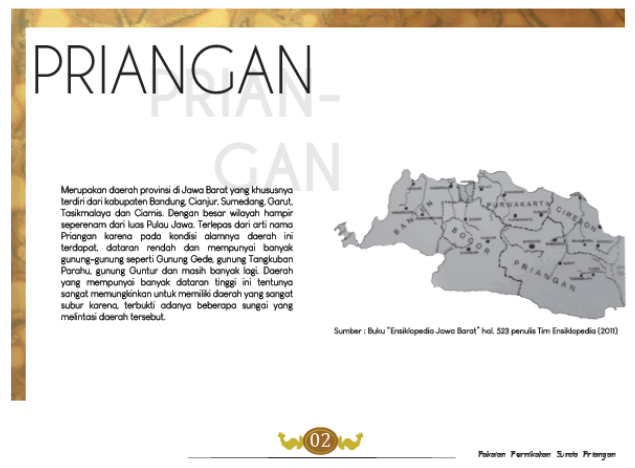 PRIANGAN
PRIAN-
GAN
Merupakan daerah provinsi di Jawa Barat yang khususnya
terdiri dari kabupaten Bandung, Cianjur, Sumedang, Garut,
Tasikmalaya dan Ciamis. Dengan besar wilayah hampir
seperenam dari luas Pulau Jawa. Terlepas dari arti nama
Priangan karena pada kondisi alamnya daerah ini
terdapat, dataran rendah dan mempunyai banyak
gunung-gunung seperti Gunung Gede, gunung Tangkuban
Parahu, gunung Guntur dan masih banyak lagi. Daerah
yang mempunyai banyak dataran tinggi ini tentunya
sangat memungkinkan untuk memiliki daerah yang sangat
subur karena, terbukti adanya beberapa sungai yang
melintasi daerah tersebut.
BANTEN
BOGOR
PURWAKARTA
CIREBON
PRIANGAN
Sumber : Buku "Ensiklopedia Jawa Barat" hal. 523 penulis Tim Ensiklopedia (2011)
02
Pakaian Pernikahan Sunda Priangan